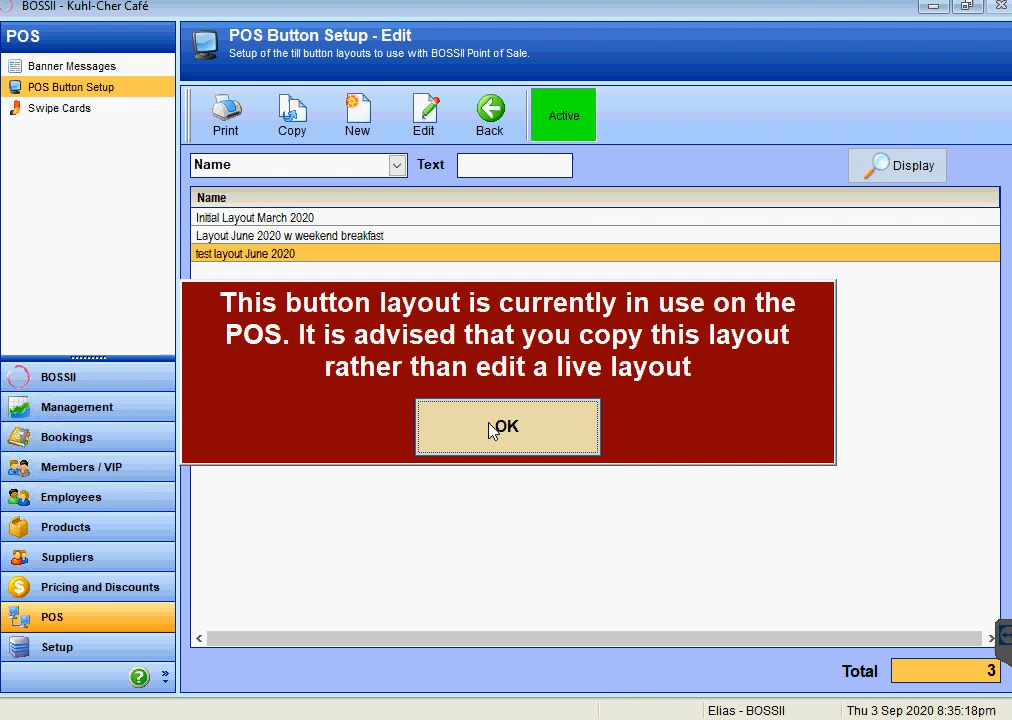 BOSSII - Kuhl-Cher Café
POS
Banner Messages
POS Button Setup
Swipe Cards
POS Button Setup - Edit
Setup of the till button layouts to use with BOSSII Point of Sale.
Print Copy New Edit Back Active
Name Text Display
Name
Initial Layout March 2020
Layout June 2020 w weekend breakfast
test layout June 2020
This button layout is currently in use on the
POS. It is advised that you copy this layout
rather than edit a live layout
OK
BOSSII
Management
Bookings
Members / VIP
Employees
Products
Suppliers
Pricing and Discounts
POS
Setup
Total 3
Elias - BOSSII Thu 3 Sep 2020 8:35:18pm